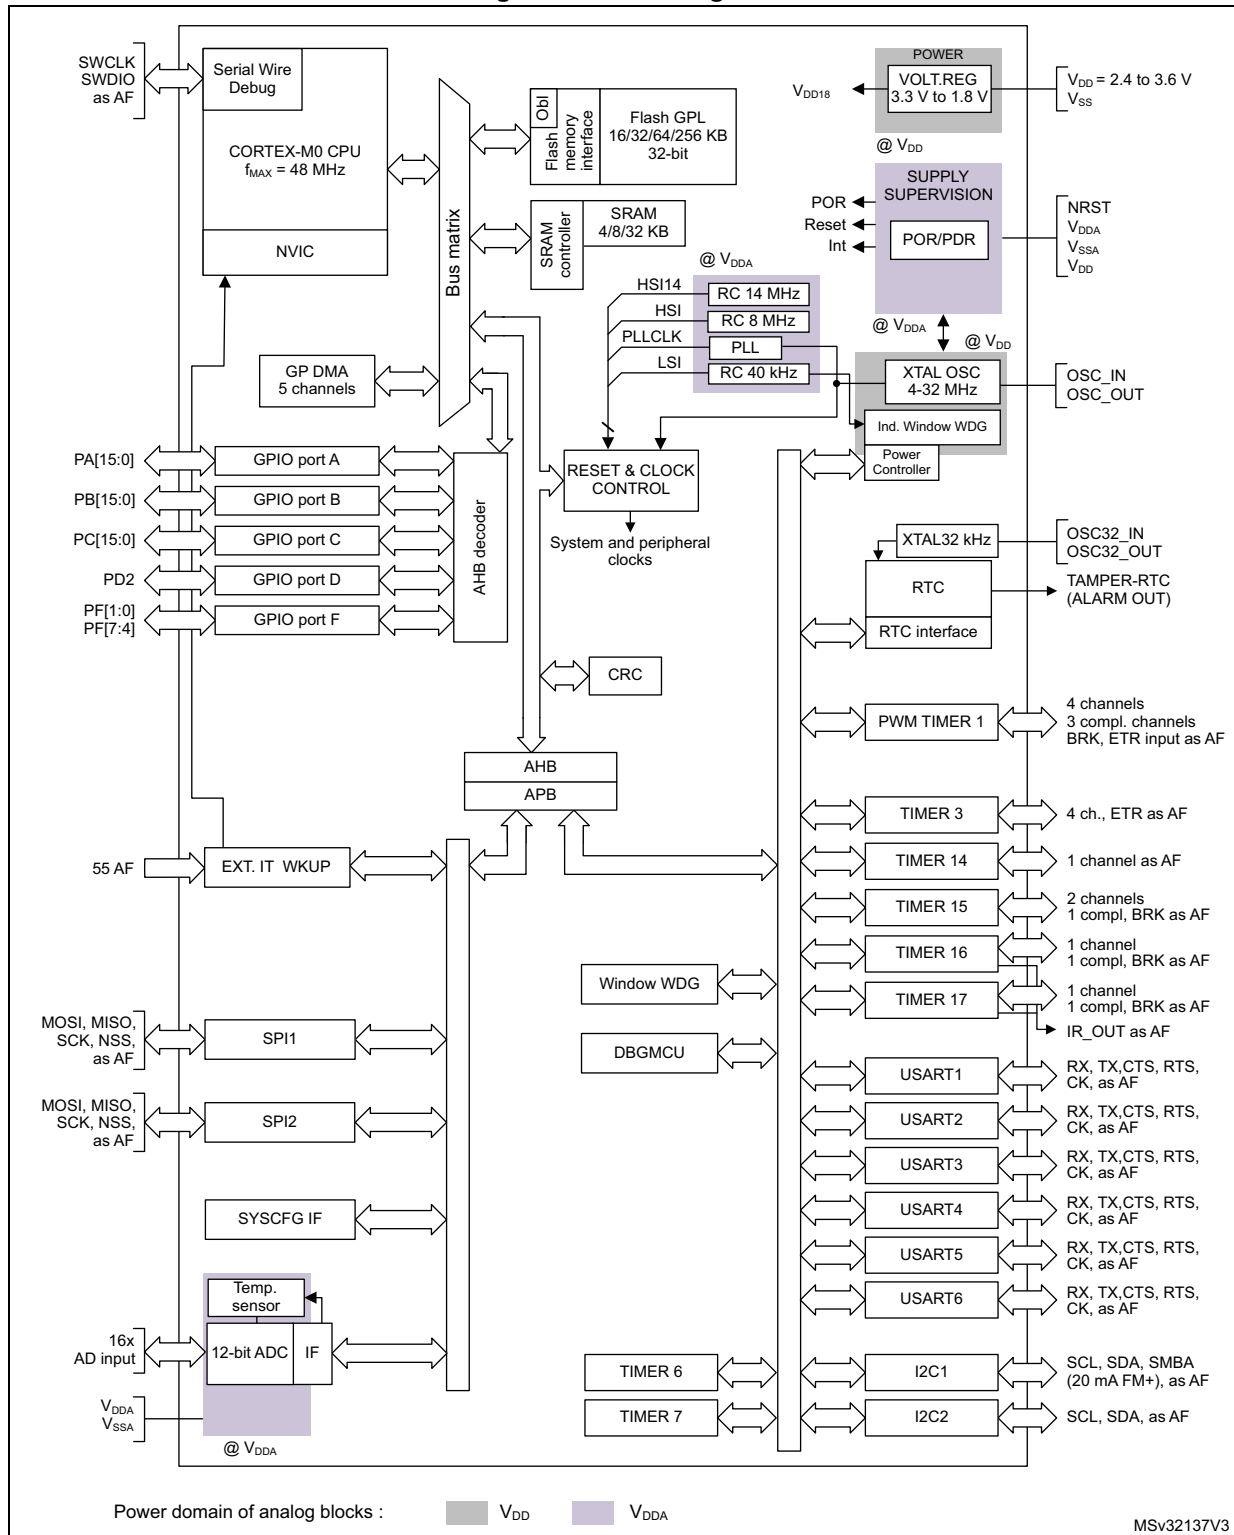 SWCLK
SWDIO
as AF
Serial Wire
Debug
CORTEX-M0 CPU
fMAX = 48 MHz
NVIC
Bus matrix
Obl
Flash
memory
interface
Flash GPL
16/32/64/256 KB
32-bit
SRAM
controller
SRAM
4/8/32 KB
POWER
VOLT.REG
3.3 V to 1.8 V
VDD18
VDD = 2.4 to 3.6 V
VSS
@ VDD
SUPPLY
SUPERVISION
POR/PDR
POR
Reset
Int
NRST
VDDA
VSSA
VDD
@ VDDA
@ VDDA
@ VDD
HSI14
HSI
PLLCLK
LSI
RC 14 MHz
RC 8 MHz
PLL
RC 40 kHz
XTAL OSC
4-32 MHz
OSC_IN
OSC_OUT
Ind. Window WDG
Power
Controller
GP DMA
5 channels
PA[15:0]
GPIO port A
PB[15:0]
GPIO port B
PC[15:0]
GPIO port C
PD2
GPIO port D
PF[1:0]
PF[7:4]
GPIO port F
AHB decoder
RESET & CLOCK
CONTROL
System and peripheral
clocks
XTAL32 kHz
OSC32_IN
OSC32_OUT
RTC
TAMPER-RTC
(ALARM OUT)
RTC interface
CRC
AHB
APB
PWM TIMER 1
4 channels
3 compl. channels
BRK, ETR input as AF
TIMER 3
4 ch., ETR as AF
55 AF
EXT. IT WKUP
TIMER 14
1 channel as AF
TIMER 15
2 channels
1 compl, BRK as AF
TIMER 16
1 channel
1 compl, BRK as AF
Window WDG
TIMER 17
1 channel
1 compl, BRK as AF
IR_OUT as AF
MOSI, MISO,
SCK, NSS,
as AF
SPI1
DBGMCU
USART1
RX, TX,CTS, RTS,
CK, as AF
MOSI, MISO,
SCK, NSS,
as AF
SPI2
USART2
RX, TX,CTS, RTS,
CK, as AF
USART3
RX, TX,CTS, RTS,
CK, as AF
SYSCFG IF
USART4
RX, TX,CTS, RTS,
CK, as AF
USART5
RX, TX,CTS, RTS,
CK, as AF
USART6
RX, TX,CTS, RTS,
CK, as AF
Temp.
sensor
16x
AD input
12-bit ADC
IF
VDDA
VSSA
@ VDDA
TIMER 6
TIMER 7
I2C1
SCL, SDA, SMBA
(20 mA FM+), as AF
I2C2
SCL, SDA, as AF
Power domain of analog blocks :
VDD
VDDA
MSv32137V3